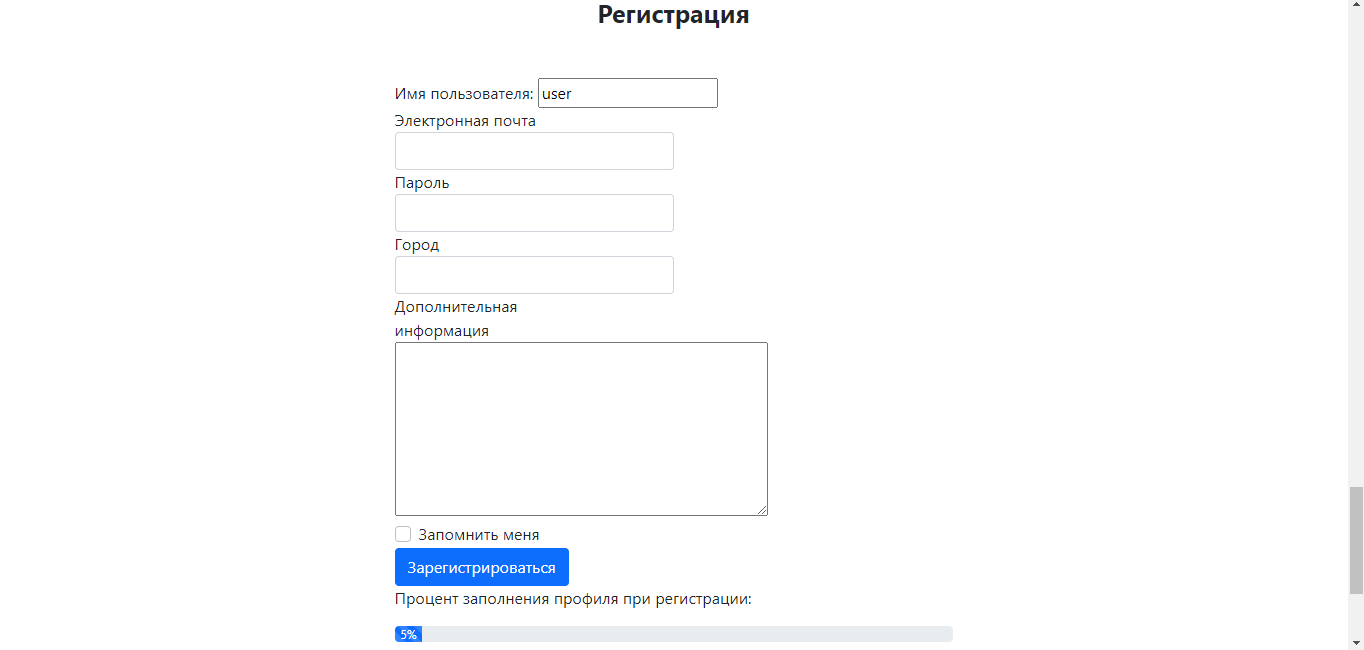 Регистрация
Имя пользователя: user
Электронная почта
Пароль
Город
Дополнительная
информация
Запомнить меня
Зарегистрироваться
Процент заполнения профиля при регистрации:
5%